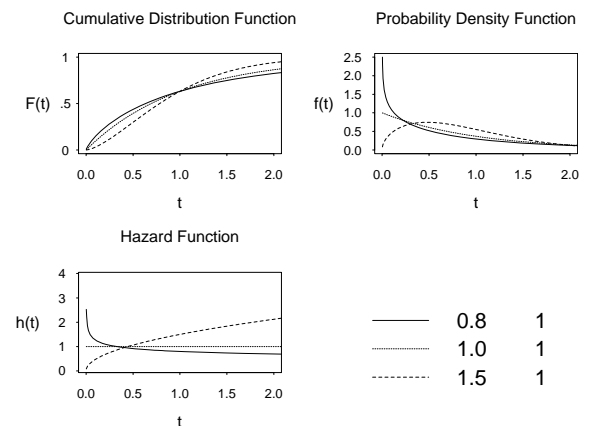 Cumulative Distribution Function
F(t)
1
.5
0
0.0 0.5 1.0 1.5 2.0
t
Probability Density Function
f(t)
2.5
2.0
1.5
1.0
0.5
0.0
0.0 0.5 1.0 1.5 2.0
t
Hazard Function
h(t)
4
3
2
1
0
0.0 0.5 1.0 1.5 2.0
t
0.8 1
1.0 1
1.5 1